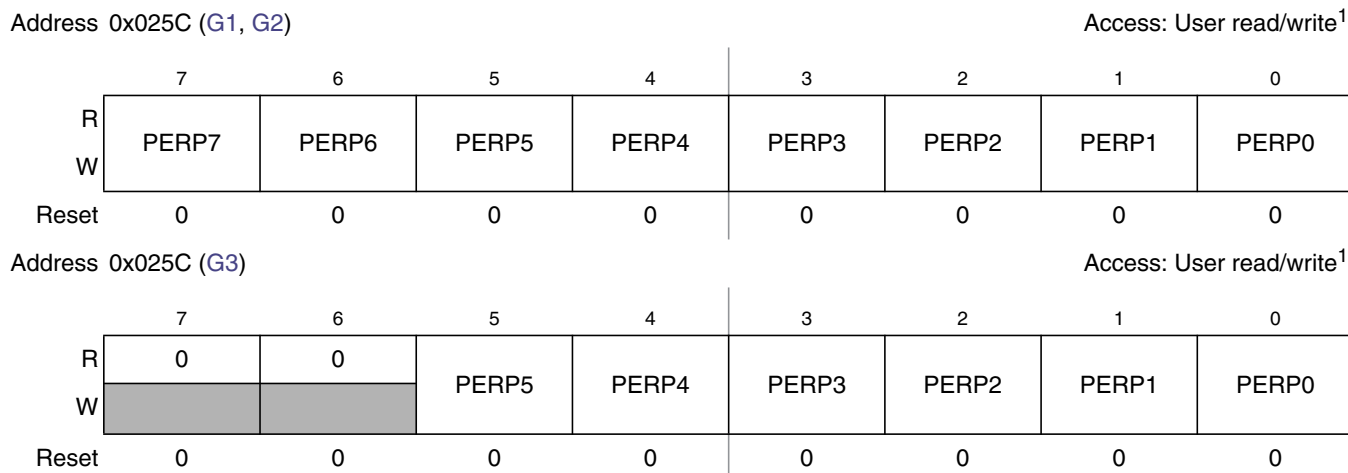 Address 0x025C (G1, G2) Access: User read/write1
7 6 5 4 3 2 1 0
R
PERP7 PERP6 PERP5 PERP4 PERP3 PERP2 PERP1 PERP0
W
Reset 0 0 0 0 0 0 0 0
Address 0x025C (G3) Access: User read/write1
7 6 5 4 3 2 1 0
R 0 0
PERP5 PERP4 PERP3 PERP2 PERP1 PERP0
W
Reset 0 0 0 0 0 0 0 0